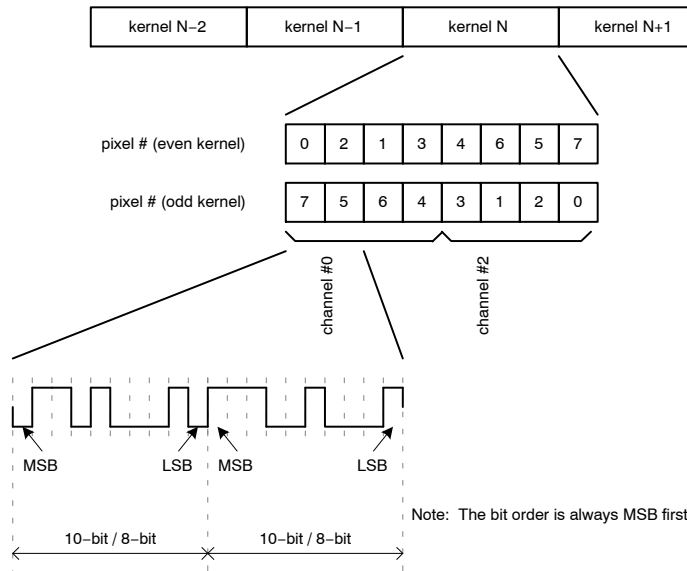 kernel N−2 kernel N−1 kernel N kernel N+1
pixel # (even kernel) 0 2 1 3 4 6 5 7
pixel # (odd kernel) 7 5 6 4 3 1 2 0
channel #0 channel #2
MSB LSB MSB LSB
Note: The bit order is always MSB first
10−bit / 8−bit 10−bit / 8−bit